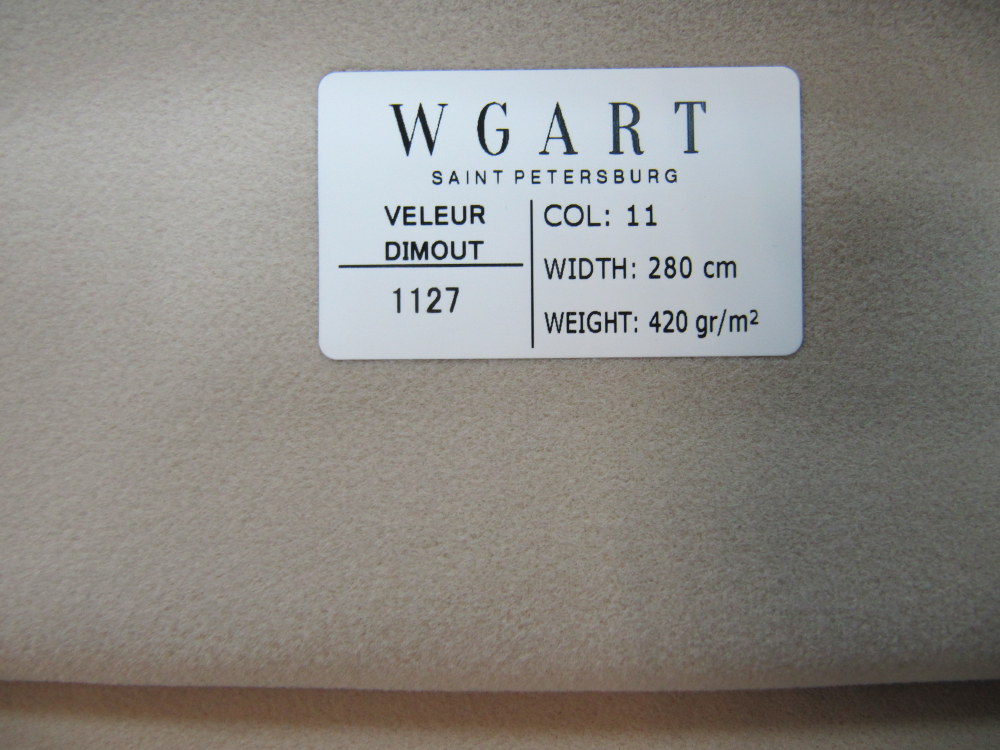 WGART
SAINT PETERSBURG
VELEUR
DIMOUT
1127
COL: 11
WIDTH: 280 cm
WEIGHT: 420 gr/m²